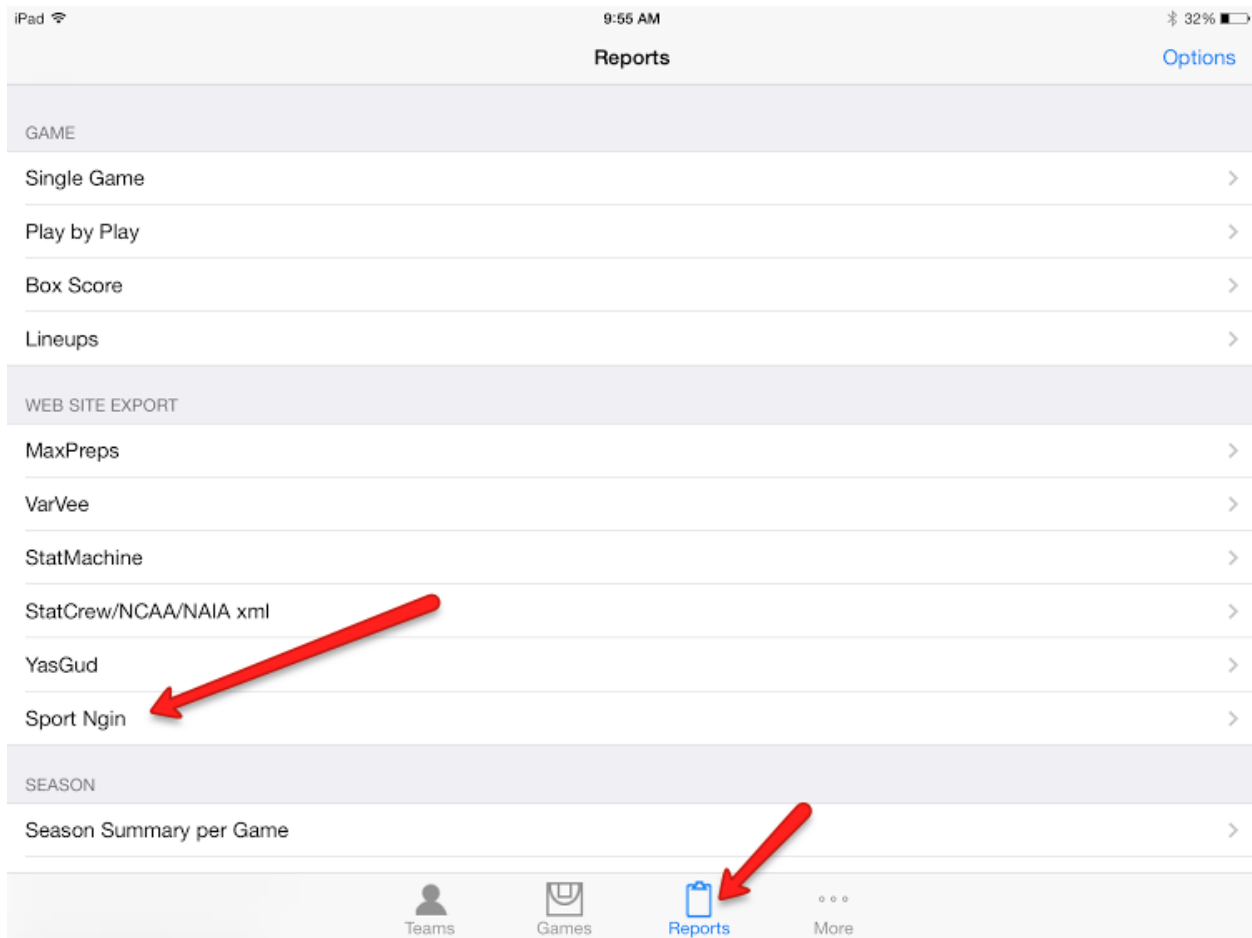 iPad 9:55 AM 32%
Reports Options
GAME
Single Game
Play by Play
Box Score
Lineups
WEB SITE EXPORT
MaxPreps
VarVee
StatMachine
StatCrew/NCAA/NAIA xml
YasGud
Sport Ngin
SEASON
Season Summary per Game
Teams Games Reports More